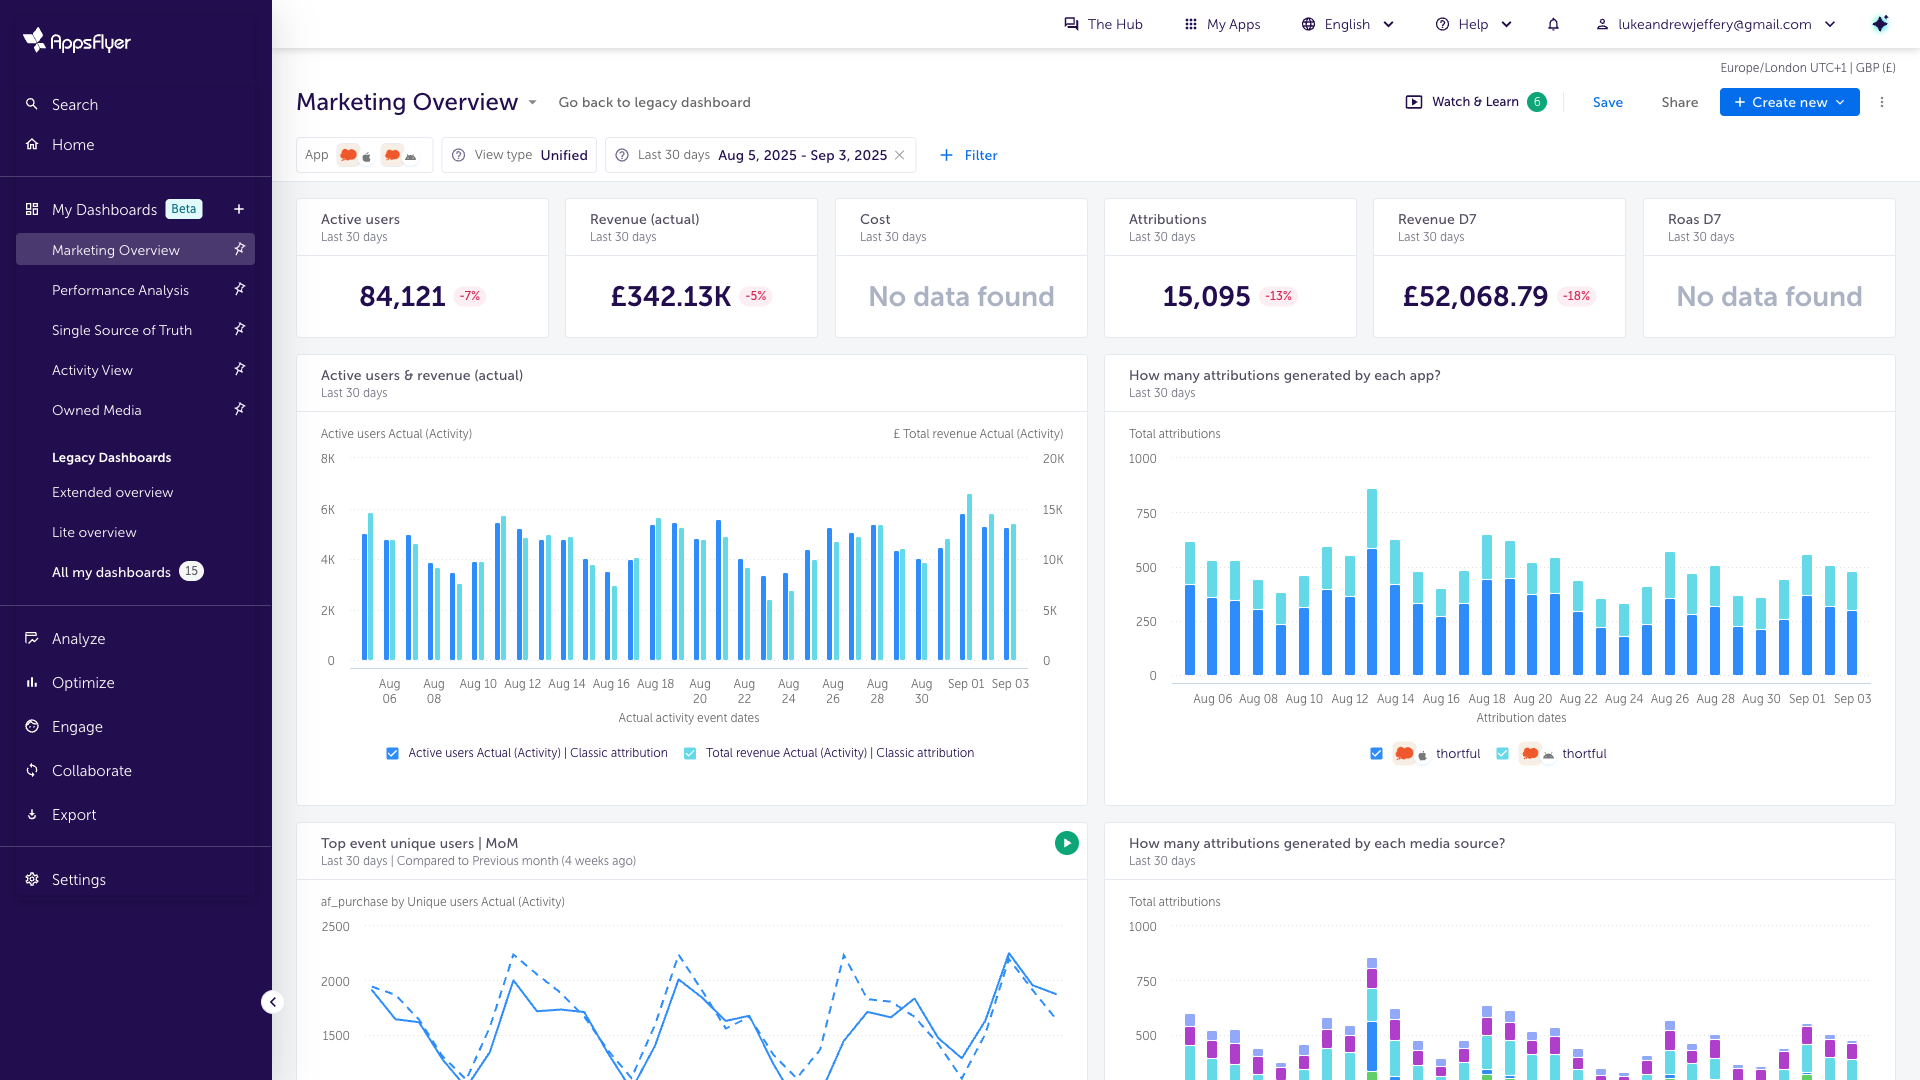 AppsFlyer
Search
Home
My Dashboards Beta
Marketing Overview
Performance Analysis
Single Source of Truth
Activity View
Owned Media
Legacy Dashboards
Extended overview
Lite overview
All my dashboards 15
Analyze
Optimize
Engage
Collaborate
Export
Settings
The Hub My Apps English Help lukeandrewjeffery@gmail.com
Europe/London UTC+1 | GBP (£)
Marketing Overview Go back to legacy dashboard Watch & Learn 6 Save Share + Create new
App View type Unified Last 30 days Aug 5, 2025 - Sep 3, 2025 + Filter
Active users
Last 30 days
84,121 -7%
Revenue (actual)
Last 30 days
£342.13K -5%
Cost
Last 30 days
No data found
Attributions
Last 30 days
15,095 -13%
Revenue D7
Last 30 days
£52,068.79 -18%
Roas D7
Last 30 days
No data found
Active users & revenue (actual)
Last 30 days
Active users Actual (Activity) £ Total revenue Actual (Activity)
8K 20K
6K 15K
4K 10K
2K 5K
0 0
Aug 06 Aug 08 Aug 10 Aug 12 Aug 14 Aug 16 Aug 18 Aug 20 Aug 22 Aug 24 Aug 26 Aug 28 Aug 30 Sep 01 Sep 03
Actual activity event dates
Active users Actual (Activity) | Classic attribution Total revenue Actual (Activity) | Classic attribution
How many attributions generated by each app?
Last 30 days
Total attributions
1000
750
500
250
0
Aug 06 Aug 08 Aug 10 Aug 12 Aug 14 Aug 16 Aug 18 Aug 20 Aug 22 Aug 24 Aug 26 Aug 28 Aug 30 Sep 01 Sep 03
Attribution dates
thortful thortful
Top event unique users | MoM
Last 30 days | Compared to Previous month (4 weeks ago)
af_purchase by Unique users Actual (Activity)
2500
2000
1500
How many attributions generated by each media source?
Last 30 days
Total attributions
1000
750
500